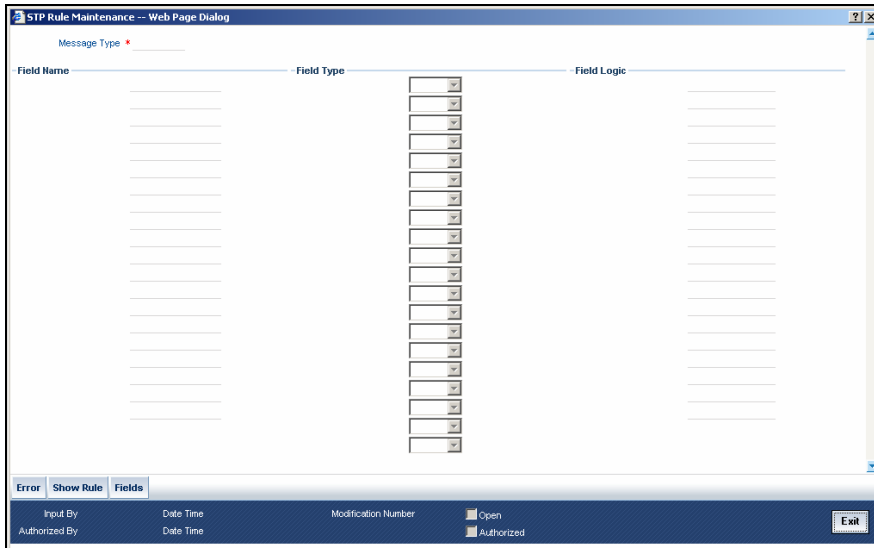 STP Rule Maintenance -- Web Page Dialog
Message Type *
Field Name Field Type Field Logic
Error Show Rule Fields
Input By Date Time Modification Number Open
Authorized By Date Time Authorized
Exit